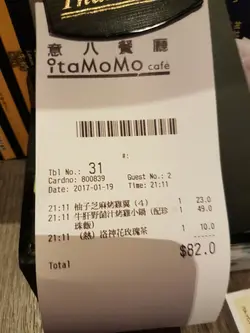 意八餐廳
itaMoMo café
#:
Tbl No.: 31
Cardno: 800839 Guest No.: 2
Date: 2017-01-19 Time: 21:11
21:11 柚子芝麻烤雞翼 (4) 1 23.0
21:11 牛肝野菌汁烤雞小鍋 (配珍珠飯) 1 49.0
21:11 (熱) 洛神花玫瑰茶 1 10.0
Total $82.0